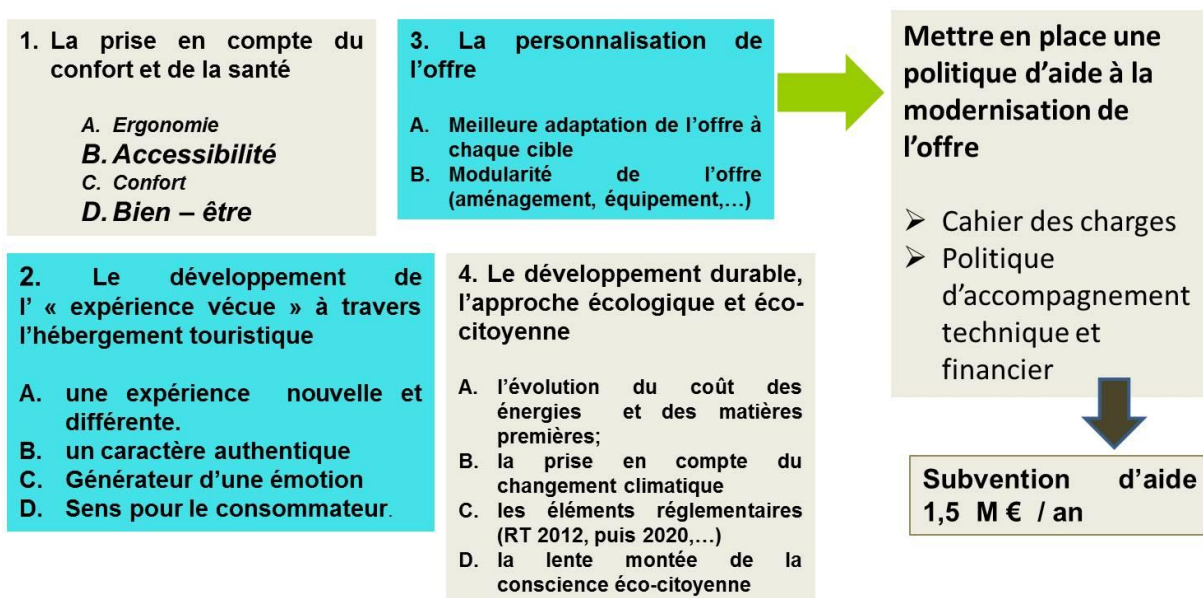 1. La prise en compte du
confort et de la santé
A. Ergonomie
B. Accessibilité
C. Confort
D. Bien – être
2. Le développement de
l' « expérience vécue » à travers
l'hébergement touristique
A. une expérience nouvelle et
différente.
B. un caractère authentique
C. Générateur d'une émotion
D. Sens pour le consommateur.
3. La personnalisation de
l'offre
A. Meilleure adaptation de l'offre à
chaque cible
B. Modularité de l'offre
(aménagement, équipement,…)
4. Le développement durable,
l'approche écologique et éco-
citoyenne
A. l'évolution du coût des
énergies et des matières
premières;
B. la prise en compte du
changement climatique
C. les éléments réglementaires
(RT 2012, puis 2020,…)
D. la lente montée de la
conscience éco-citoyenne
Mettre en place une
politique d'aide à la
modernisation de
l'offre
➢ Cahier des charges
➢ Politique
d'accompagnement
technique et
financier
Subvention d'aide
1,5 M € / an